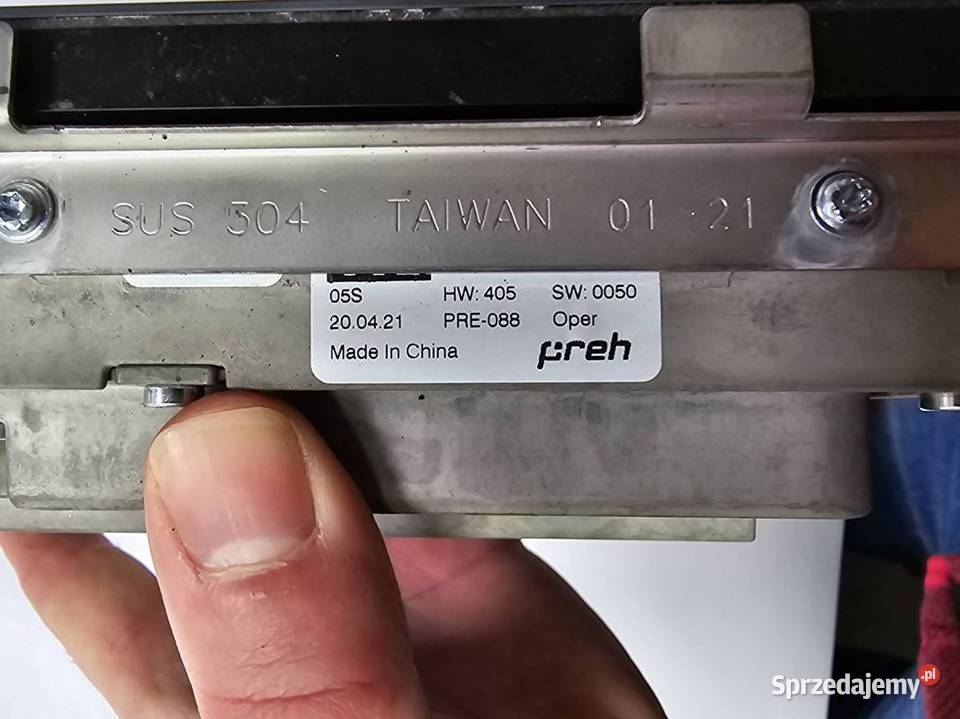 SUS 304 TAIWAN 01 21
05S HW: 405 SW: 0050
20.04.21 PRE-088 Oper
Made In China preh
Sprzedajemy.pl